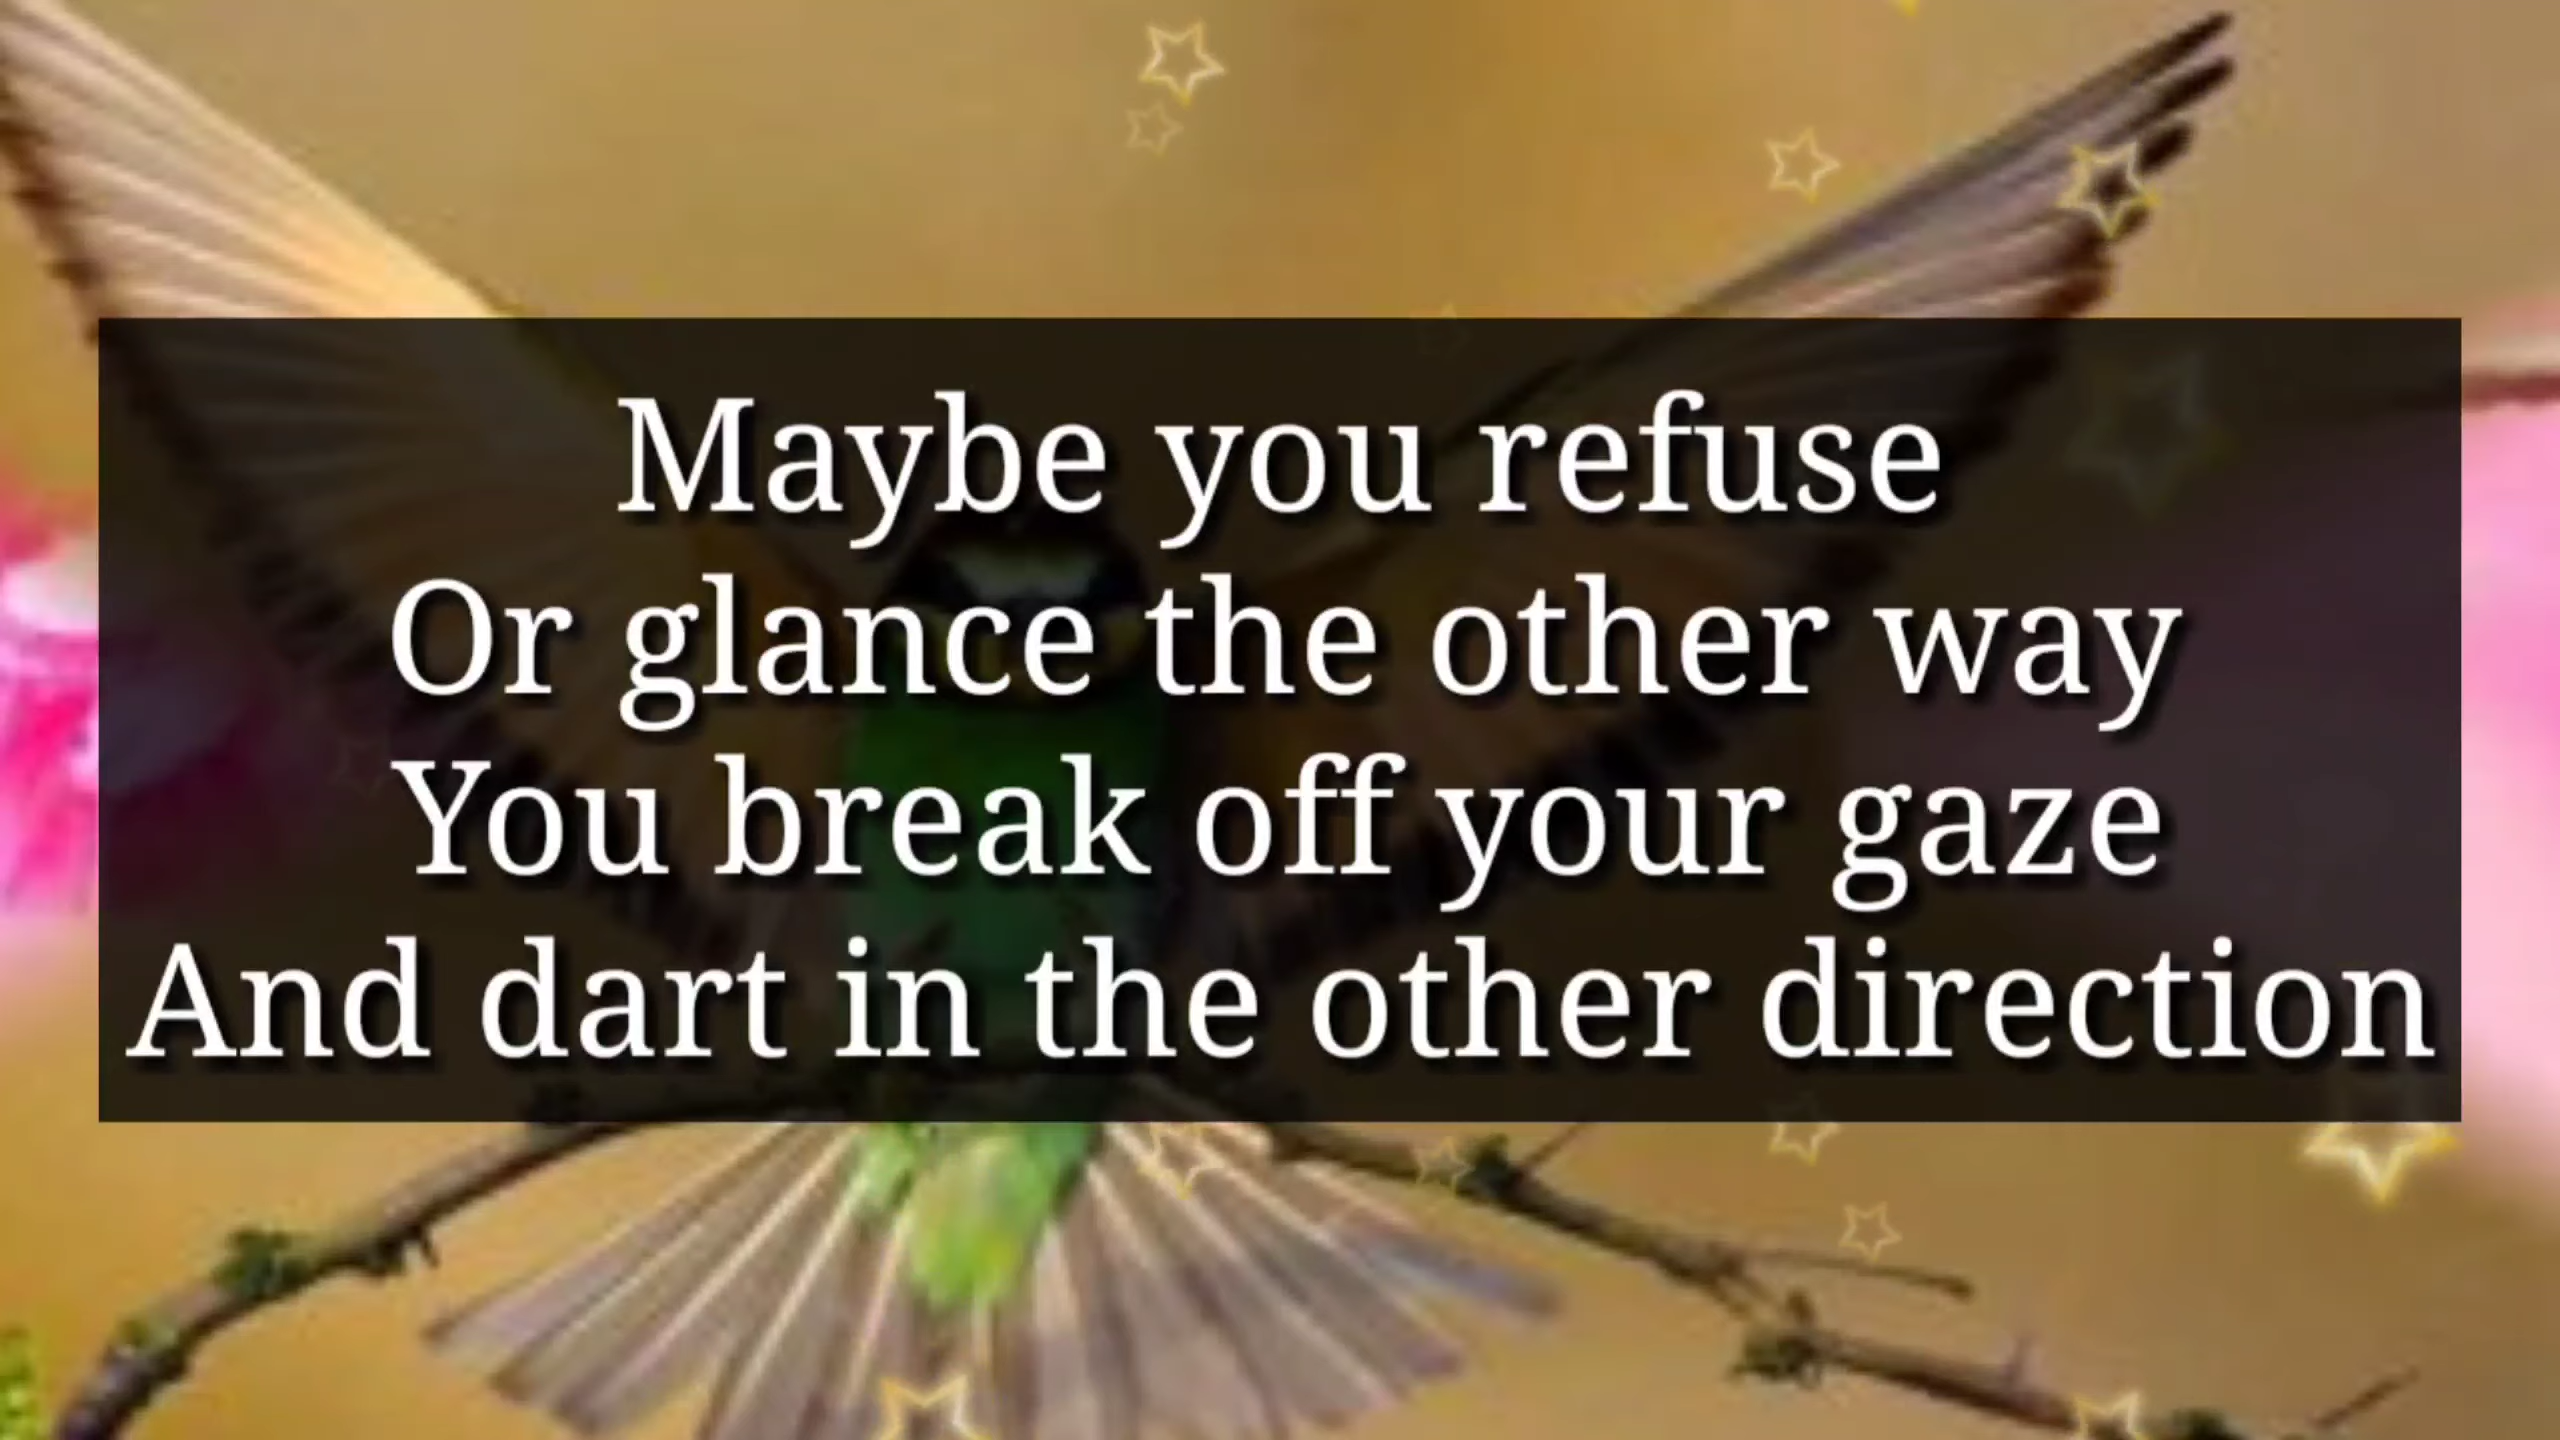 Maybe you refuse
Or glance the other way
You break off your gaze
And dart in the other direction